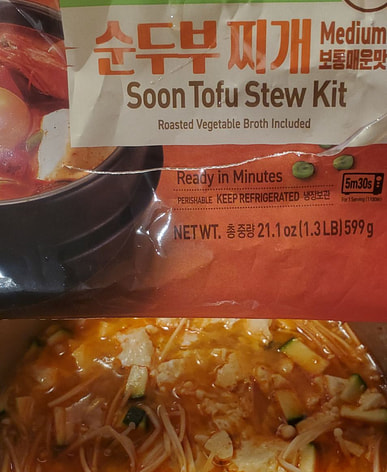 순두부 찌개
Medium
보통매운맛
Soon Tofu Stew Kit
Roasted Vegetable Broth Included
Ready in Minutes
5m30s
PERISHABLE KEEP REFRIGERATED 냉장보관
NET WT. 총 중량 21.1 oz (1.3 LB) 599 g